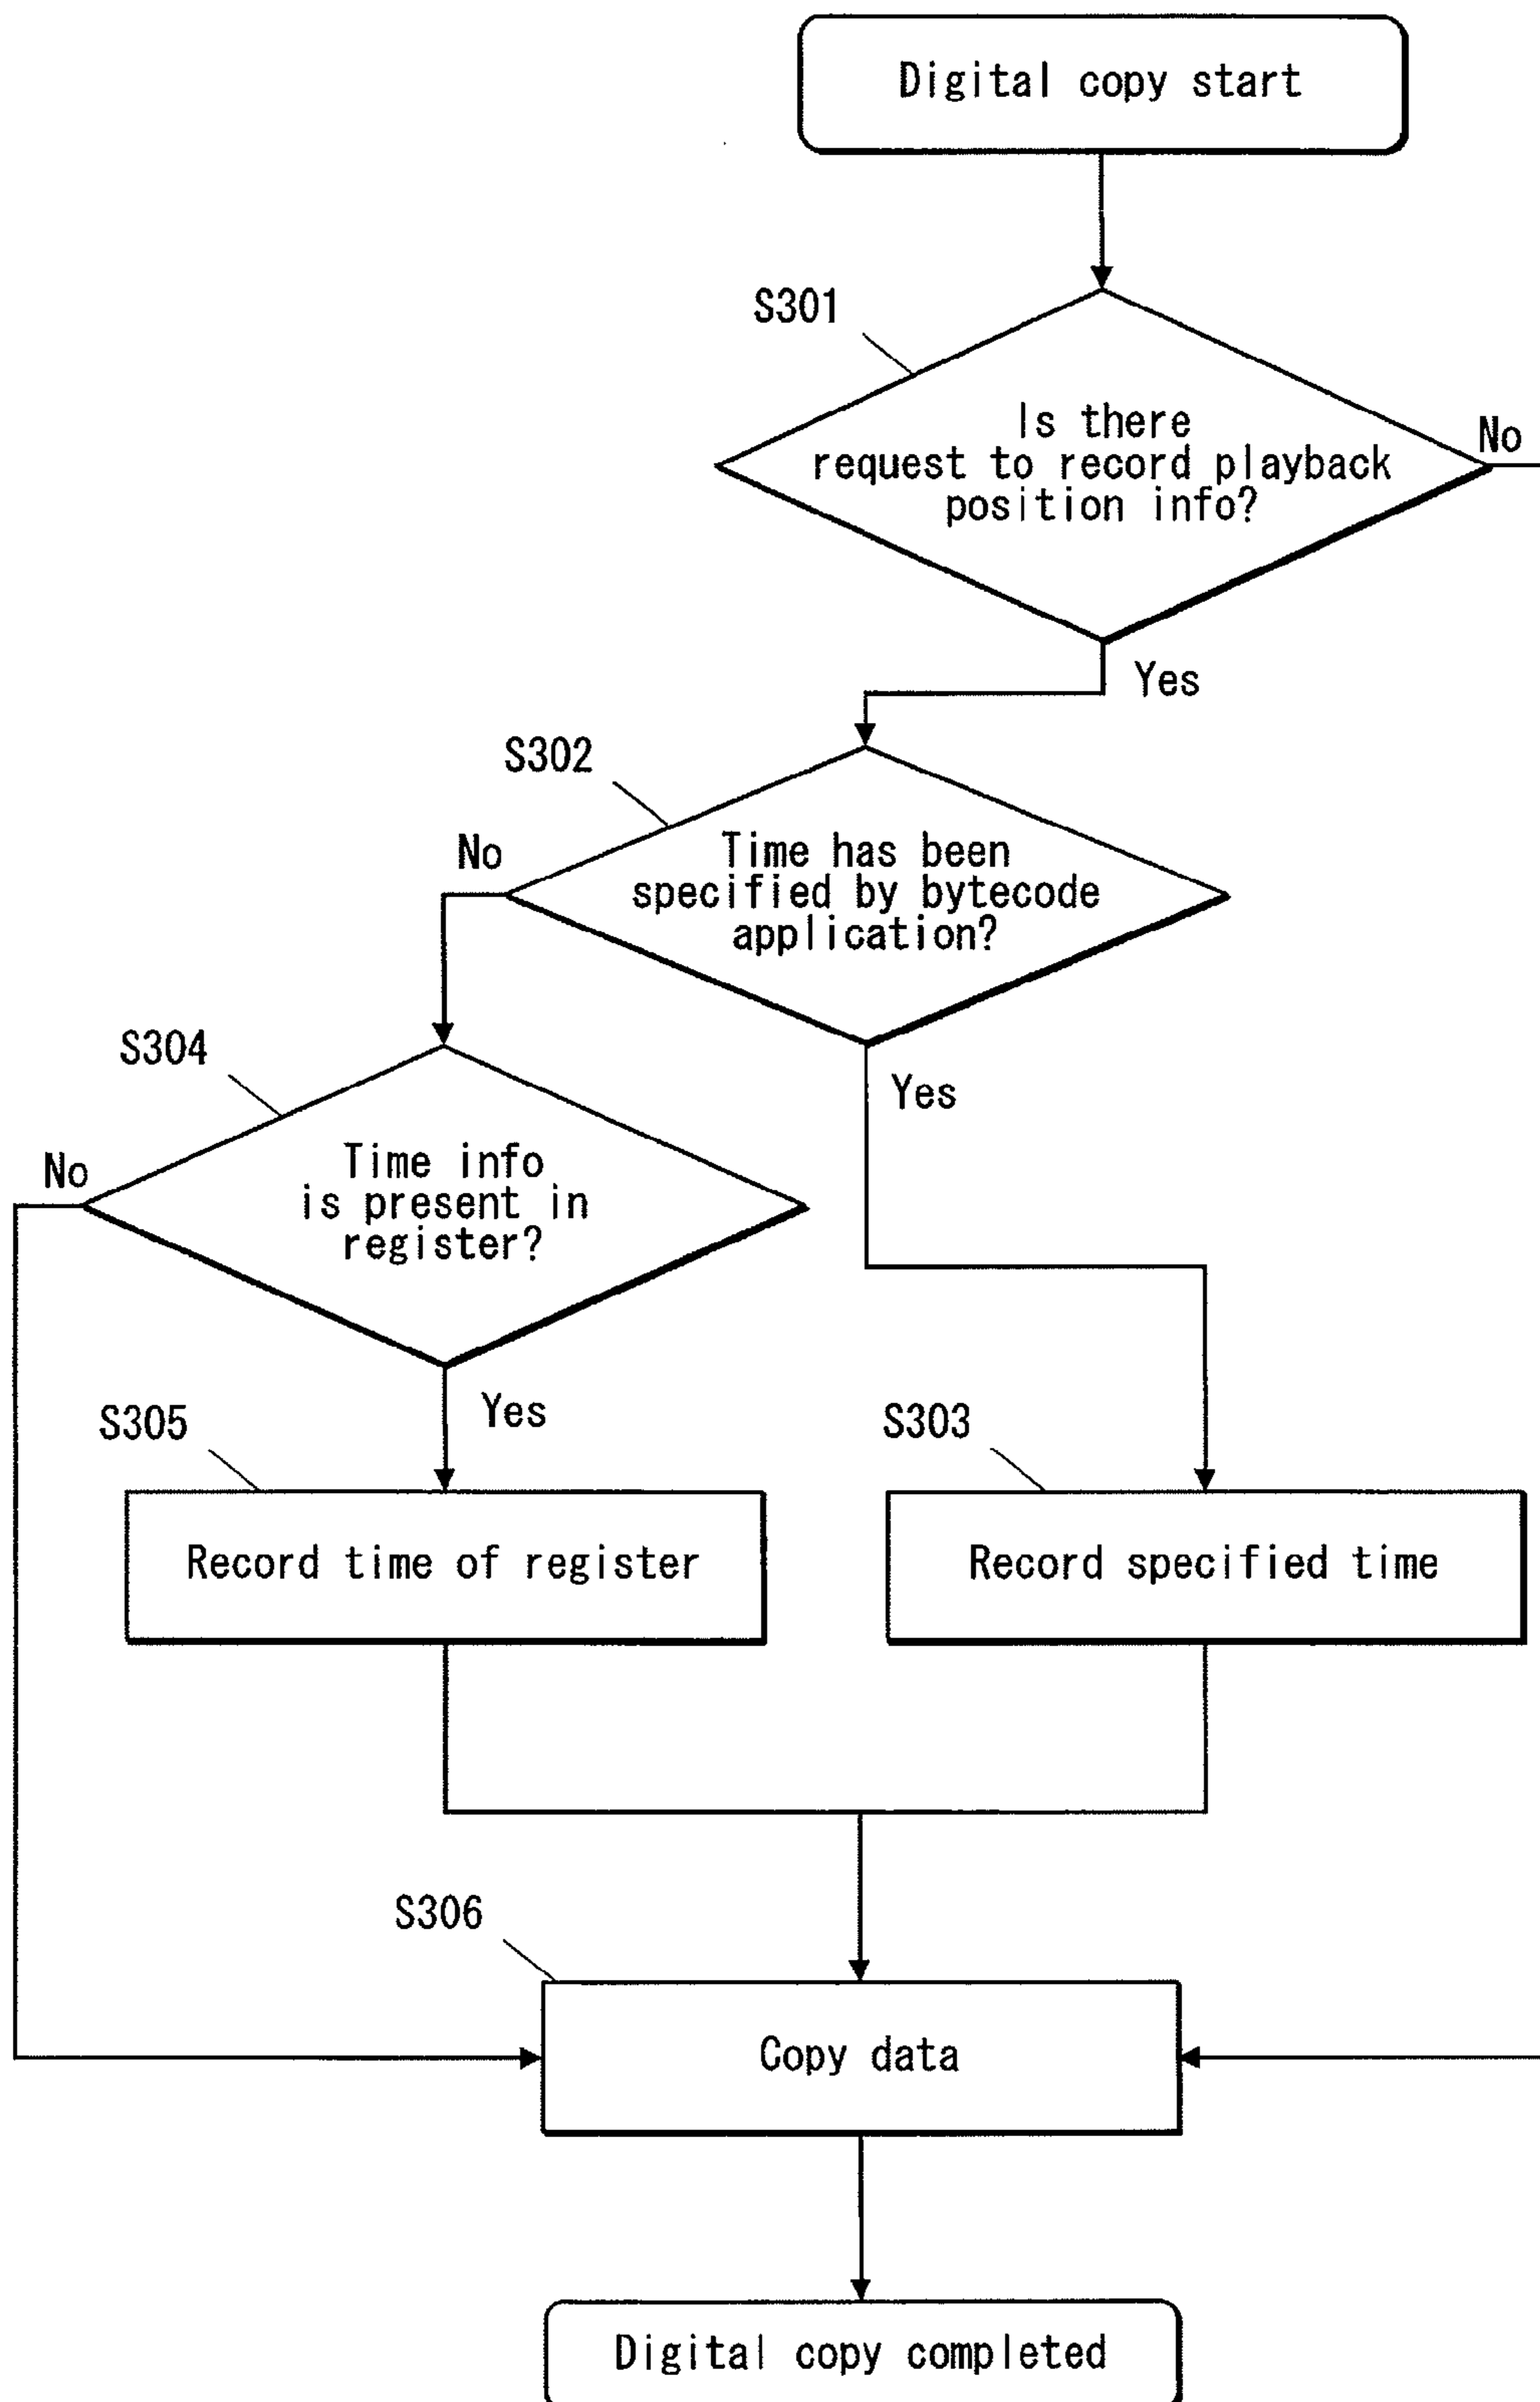 Digital copy start
S301
Is there
request to record playback
position info?
No
Yes
S302
No
Time has been
specified by bytecode
application?
Yes
S304
No
Time info
is present in
register?
Yes
S305
S303
Record time of register
Record specified time
S306
Copy data
Digital copy completed